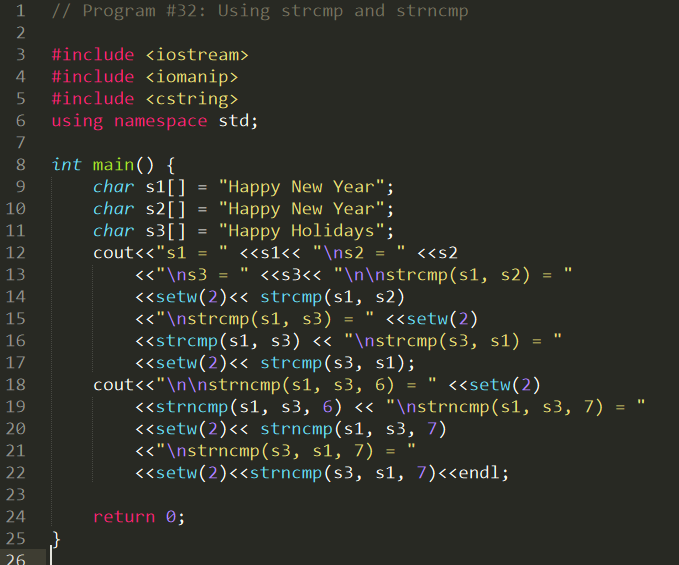 1 // Program #32: Using strcmp and strncmp
2
3 #include <iostream>
4 #include <iomanip>
5 #include <cstring>
6 using namespace std;
7
8 int main() {
9     char s1[] = "Happy New Year";
10     char s2[] = "Happy New Year";
11     char s3[] = "Happy Holidays";
12     cout<<"s1 = " <<s1<< "\ns2 = " <<s2
13         <<"\ns3 = " <<s3<< "\n\nstrcmp(s1, s2) = "
14         <<setw(2)<< strcmp(s1, s2)
15         <<"\nstrcmp(s1, s3) = " <<setw(2)
16         <<strcmp(s1, s3) << "\nstrcmp(s3, s1) = "
17         <<setw(2)<< strcmp(s3, s1);
18     cout<<"\n\nstrncmp(s1, s3, 6) = " <<setw(2)
19         <<strncmp(s1, s3, 6) << "\nstrncmp(s1, s3, 7) = "
20         <<setw(2)<< strncmp(s1, s3, 7)
21         <<"\nstrncmp(s3, s1, 7) = "
22         <<setw(2)<<strncmp(s3, s1, 7)<<endl;
23
24     return 0;
25 }
26